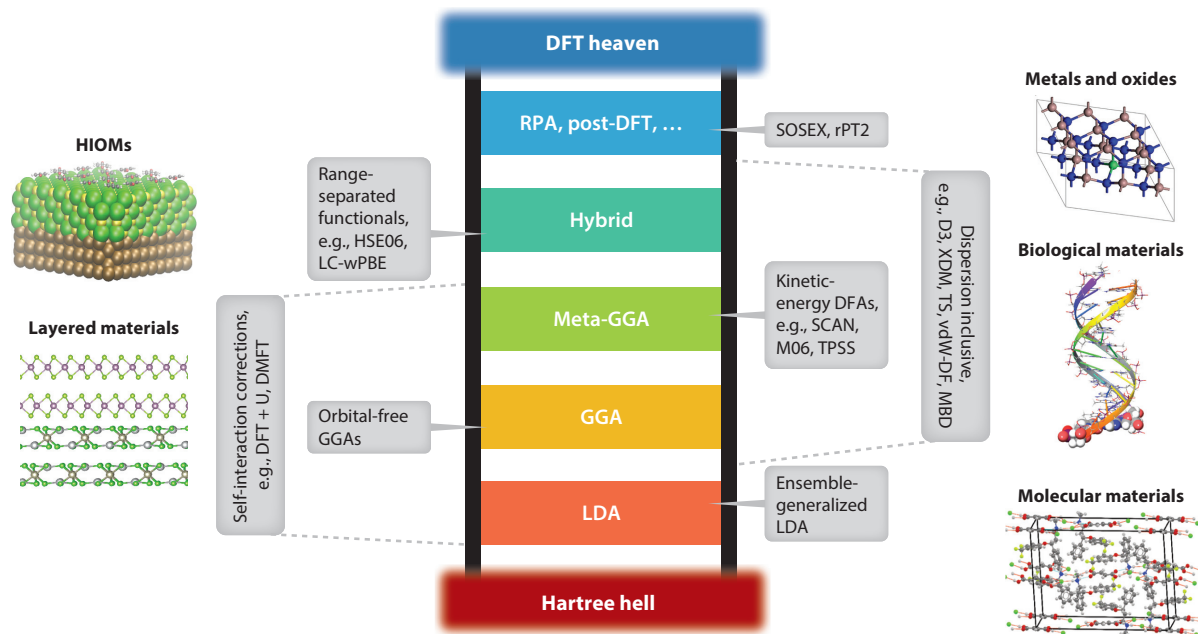 DFT heaven
RPA, post-DFT, ...
Hybrid
Meta-GGA
GGA
LDA
Hartree hell
HIOMs
Layered materials
Range-
separated
functionals,
e.g., HSE06,
LC-wPBE
Self-interaction corrections,
e.g., DFT + U, DMFT
Orbital-free
GGAs
SOSEX, rPT2
Kinetic-
energy DFAs,
e.g., SCAN,
M06, TPSS
Ensemble-
generalized
LDA
Dispersion inclusive,
e.g., D3, XDM, TS, vdW-DF, MBD
Metals and oxides
Biological materials
Molecular materials